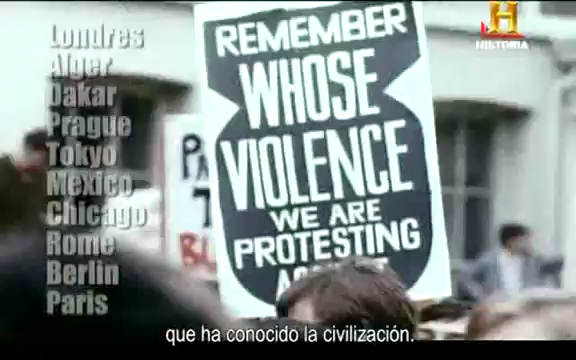 Londres
Alger
Dakar
Prague
Tokyo
Mexico
Chicago
Rome
Berlin
Paris
REMEMBER
WHOSE
VIOLENCE
WE ARE
PROTESTING
H
HISTORIA
que ha conocido la civilización.